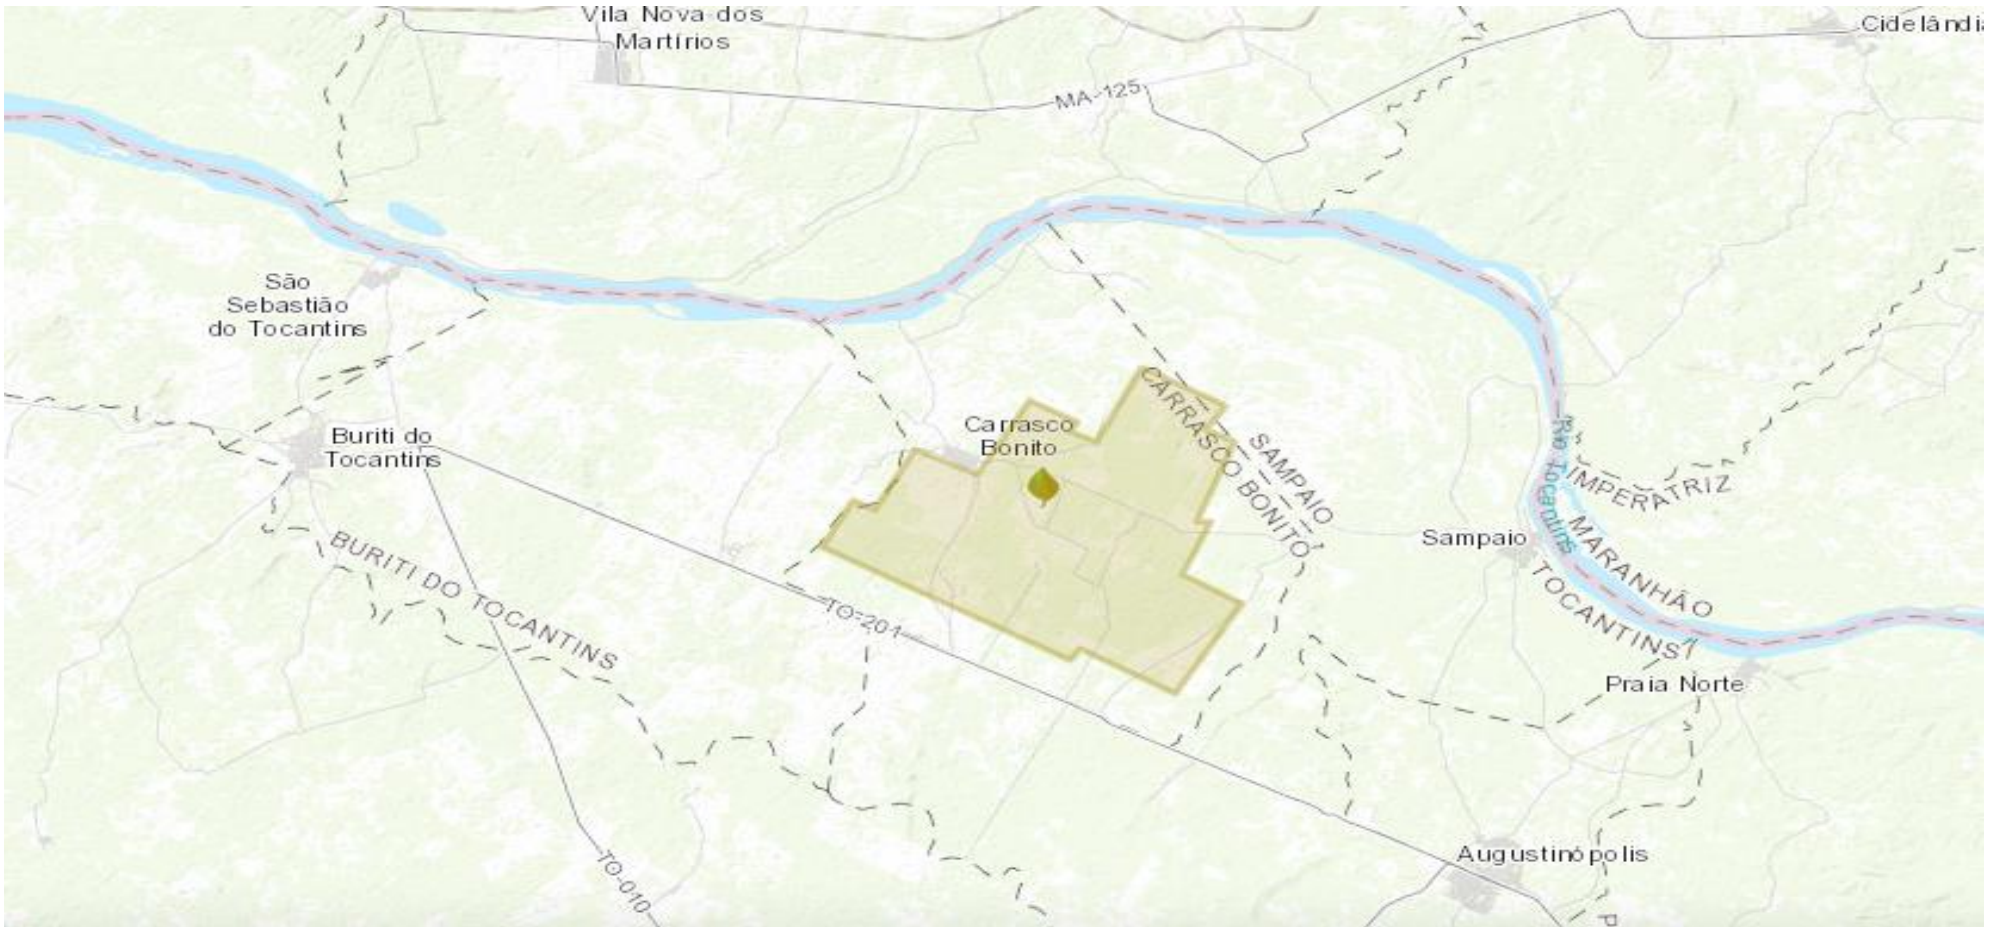 Vila Nova dos
Martírios
Cidelândi
MA-125
São
Sebastião
do Tocantins
Carrasco
Bonito
Buriti do
Tocantins
CARRASCO BONITO
SAMPAIO
Rio Tocantins
IMPERATRIZ
Sampaio
MARANHÃO
TOCANTINS
BURITI DO TOCANTINS
TO-201
Praia Norte
Augustinópolis
TO-010
P